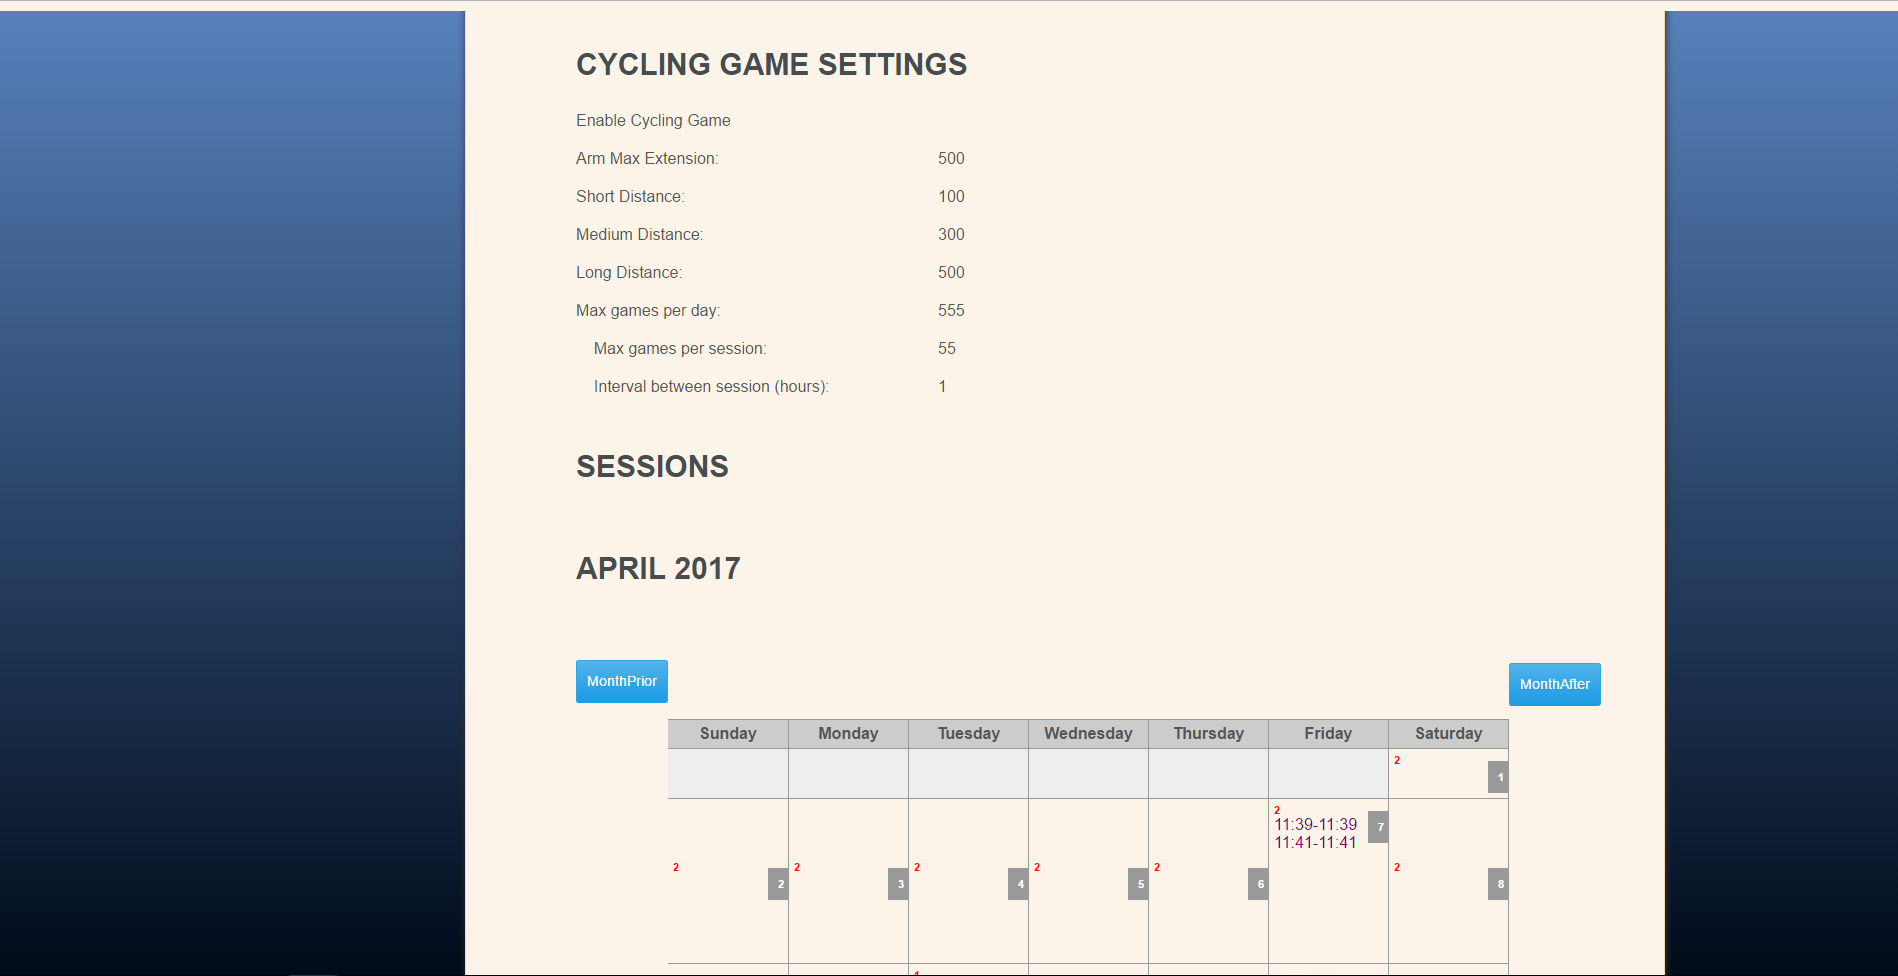 CYCLING GAME SETTINGS
Enable Cycling Game
Arm Max Extension: 500
Short Distance: 100
Medium Distance: 300
Long Distance: 500
Max games per day: 555
Max games per session: 55
Interval between session (hours): 1
SESSIONS
APRIL 2017
MonthPrior
MonthAfter
Sunday Monday Tuesday Wednesday Thursday Friday Saturday
2 1
2
11:39-11:39 7
11:41-11:41
2 2 2 3 2 4 2 5 2 6 2 8